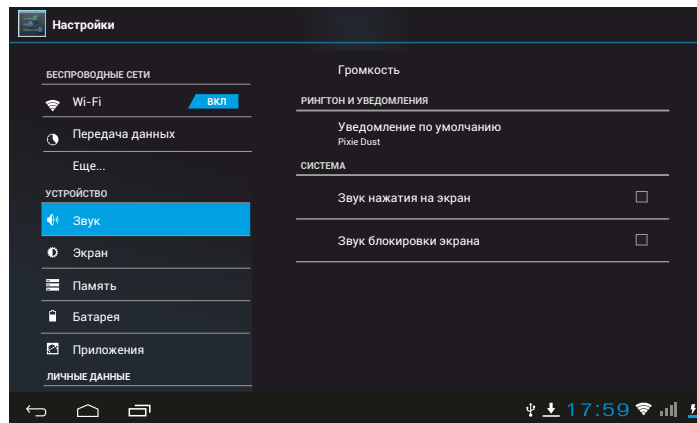 Настройки
БЕСПРОВОДНЫЕ СЕТИ
Wi-Fi ВКЛ
Передача данных
Еще...
УСТРОЙСТВО
Звук
Экран
Память
Батарея
Приложения
ЛИЧНЫЕ ДАННЫЕ
Громкость
РИНГТОН И УВЕДОМЛЕНИЯ
Уведомление по умолчанию
Pixie Dust
СИСТЕМА
Звук нажатия на экран
Звук блокировки экрана
17:59